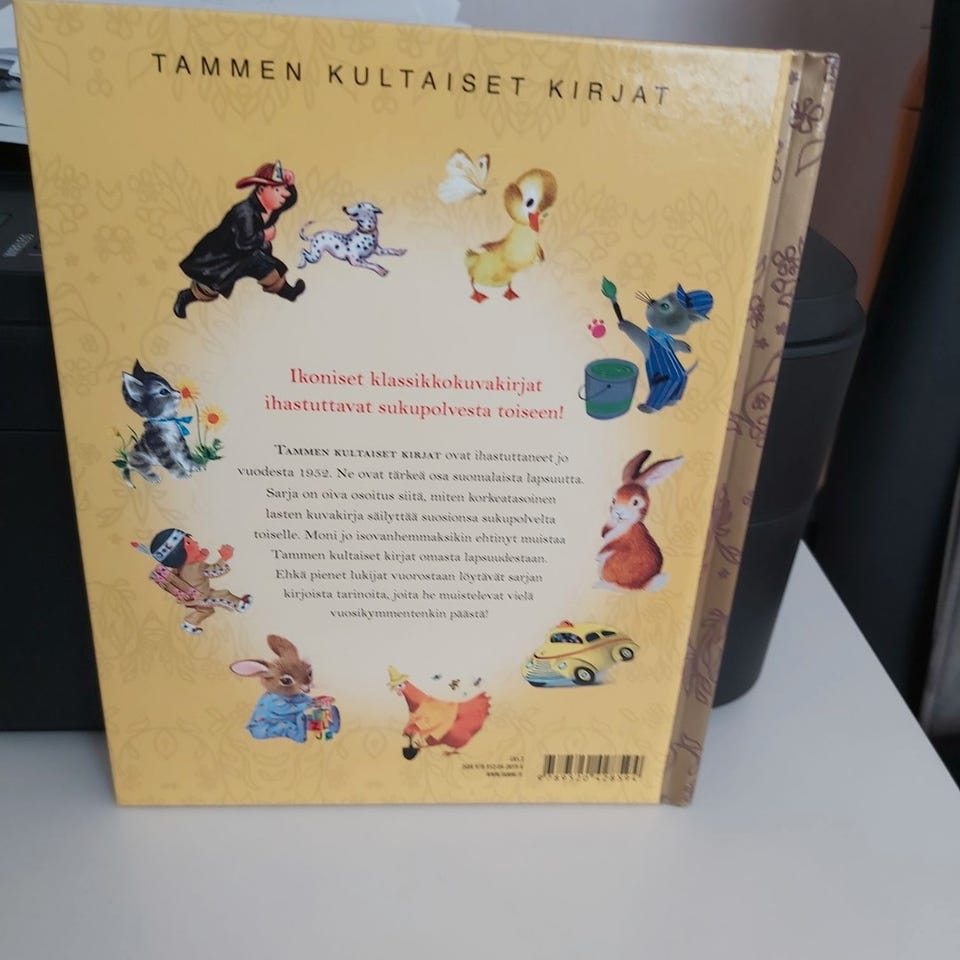 TAMMEN KULTAISET KIRJAT
Ikoniset klassikkokuvakirjat
ihastuttavat sukupolvesta toiseen!
TAMMEN KULTAISET KIRJAT ovat ihastuttaneet jo
vuodesta 1952. Ne ovat tärkeä osa suomalaista lapsuutta.
Sarja on oiva osoitus siitä, miten korkeatasoinen
lasten kuvakirja säilyttää suosionsa sukupolvelta
toiselle. Moni jo isovanhemmaksikin ehtinyt muistaa
Tammen kultaiset kirjat omasta lapsuudestaan.
Ehkä pienet lukijat vuorostaan löytävät sarjan
kirjoista tarinoita, joita he muistelevat vielä
vuosikymmentenkin päästä!